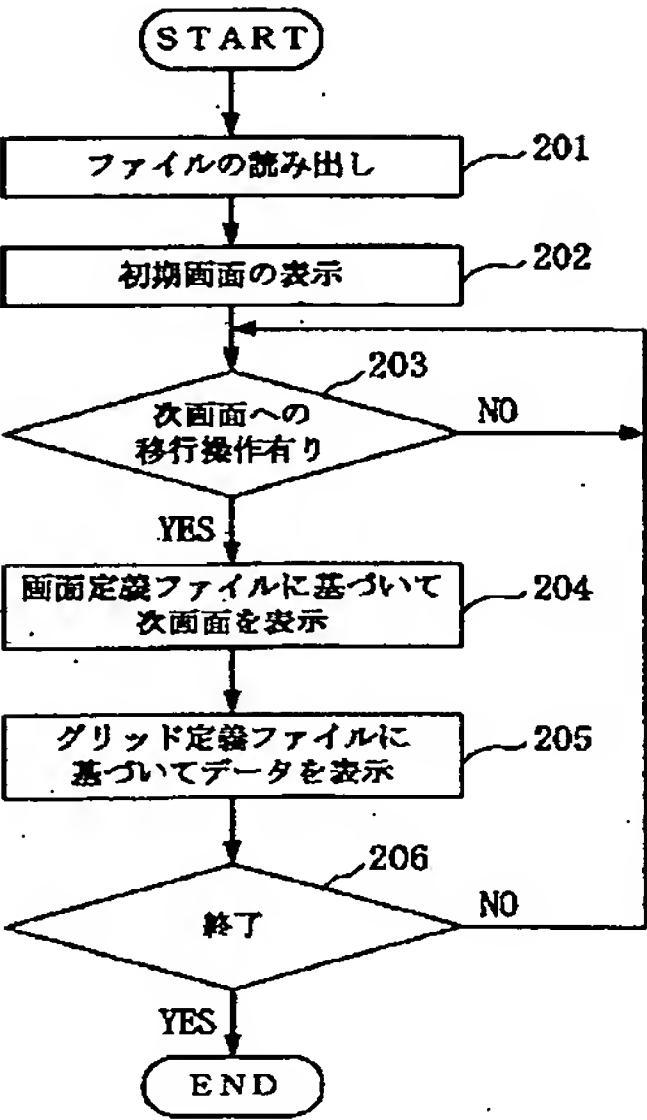 START
ファイルの読み出し
201
初期画面の表示
202
203
次画面への
移行操作有り
NO
YES
画面定義ファイルに基づいて
次画面を表示
204
グリッド定義ファイルに
基づいてデータを表示
205
206
終了
NO
YES
END